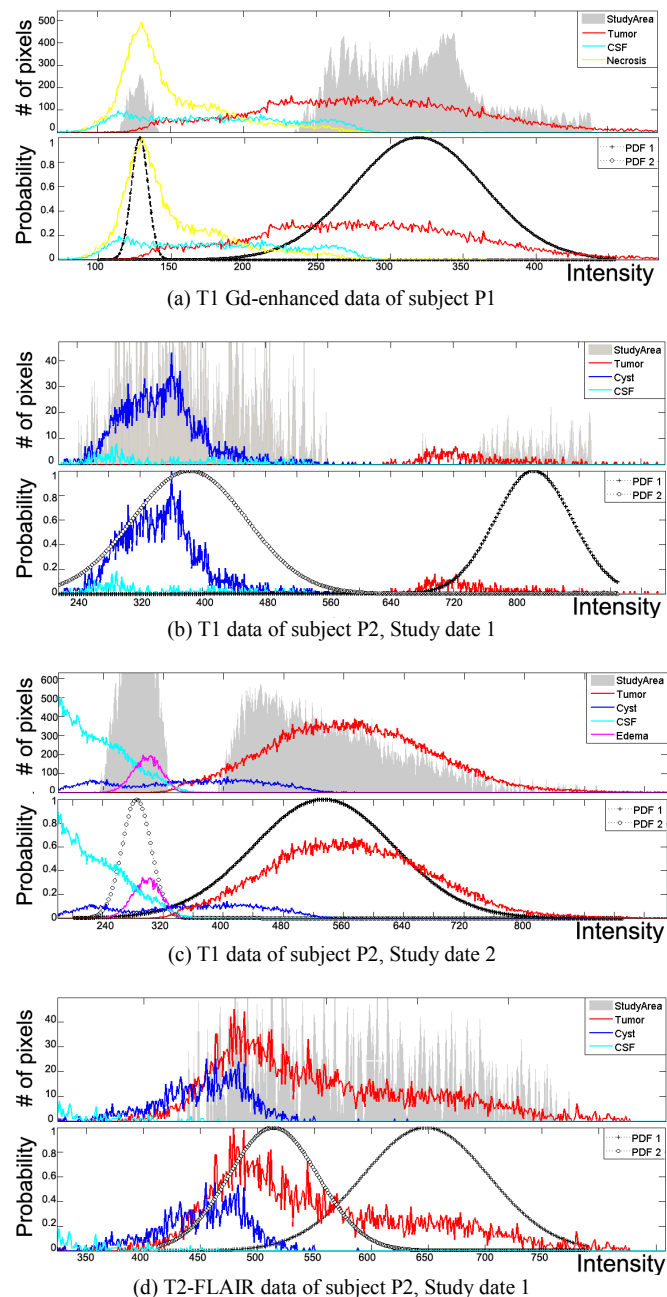 500
400
300
200
100
0
# of pixels
StudyArea
Tumor
CSF
Necrosis
1
0.8
0.6
0.4
0.2
0
Probability
PDF 1
PDF 2
100 150 200 250 300 350 400
Intensity
(a) T1 Gd-enhanced data of subject P1
40
30
20
10
0
# of pixels
StudyArea
Tumor
Cyst
CSF
1
0.8
0.6
0.4
0.2
0
Probability
PDF 1
PDF 2
240 320 400 480 560 640 720 800
Intensity
(b) T1 data of subject P2, Study date 1
600
500
400
300
200
100
0
# of pixels
StudyArea
Tumor
Cyst
CSF
Edema
1
0.8
0.6
0.4
0.2
0
Probability
PDF 1
PDF 2
240 320 400 480 560 640 720 800
Intensity
(c) T1 data of subject P2, Study date 2
40
30
20
10
0
# of pixels
StudyArea
Tumor
Cyst
CSF
1
0.8
0.6
0.4
0.2
0
Probability
PDF 1
PDF 2
350 400 450 500 550 600 650 700 750
Intensity
(d) T2-FLAIR data of subject P2, Study date 1